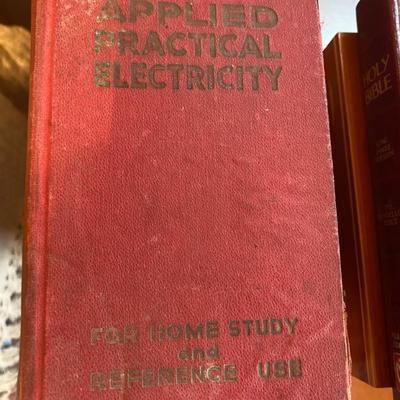 APPLIED
PRACTICAL
ELECTRICITY
FOR HOME STUDY
and
REFERENCE USE
HOLY
BIBLE